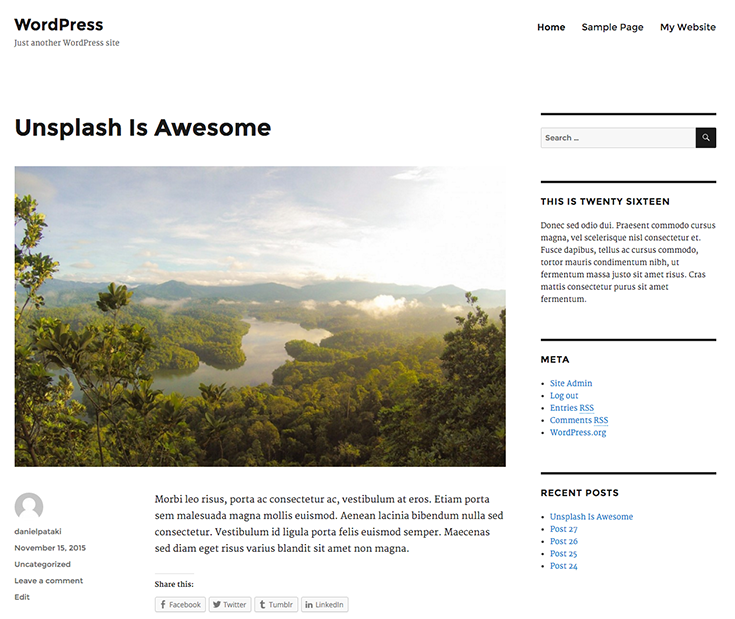 WordPress
Just another WordPress site
Home
Sample Page
My Website
Unsplash Is Awesome
danielpataki
November 15, 2015
Uncategorized
Leave a comment
Edit
Morbi leo risus, porta ac consectetur ac, vestibulum at eros. Etiam porta
sem malesuada magna mollis euismod. Aenean lacinia bibendum nulla sed
consectetur. Vestibulum id ligula porta felis euismod semper. Maecenas
sed diam eget risus varius blandit sit amet non magna.
Share this:
Facebook
Twitter
Tumblr
LinkedIn
Search …
THIS IS TWENTY SIXTEEN
Donec sed odio dui. Praesent commodo cursus
magna, vel scelerisque nisl consectetur et.
Fusce dapibus, tellus ac cursus commodo,
tortor mauris condimentum nibh, ut
fermentum massa justo sit amet risus. Cras
mattis consectetur purus sit amet
fermentum.
META
Site Admin
Log out
Entries RSS
Comments RSS
WordPress.org
RECENT POSTS
Unsplash Is Awesome
Post 27
Post 26
Post 25
Post 24